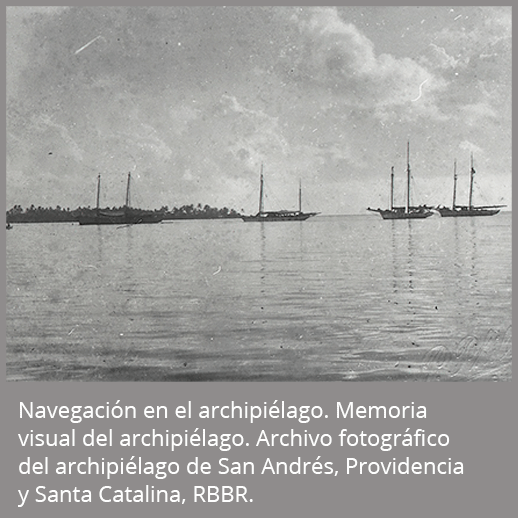 Navegación en el archipiélago. Memoria
visual del archipiélago. Archivo fotográfico
del archipiélago de San Andrés, Providencia
y Santa Catalina, RBBR.